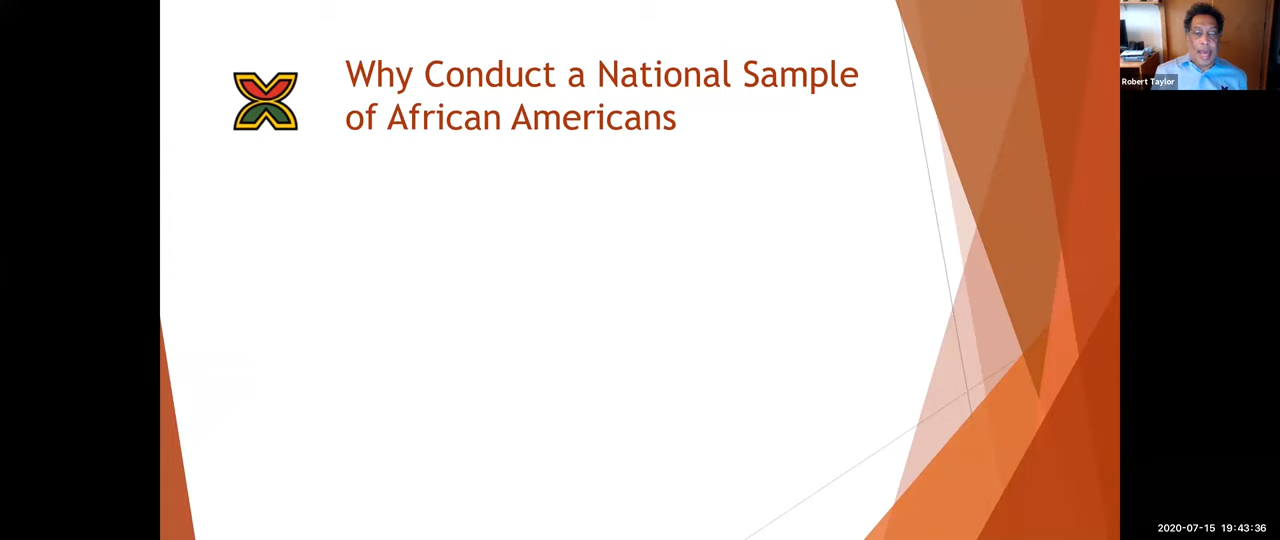 Why Conduct a National Sample
of African Americans
Robert Taylor
2020-07-15 19:43:36